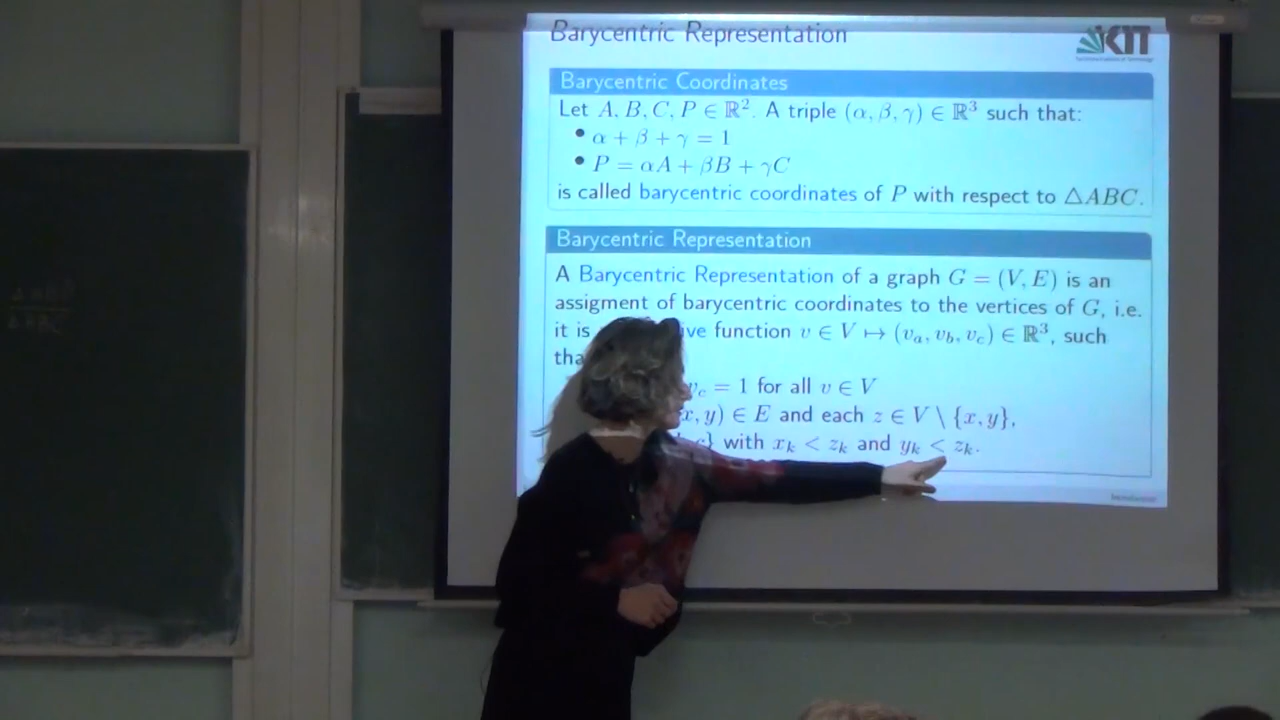 Barycentric Representation
KIT
Barycentric Coordinates
Let A, B, C, P ∈ ℝ². A triple (α, β, γ) ∈ ℝ³ such that:
• α + β + γ = 1
• P = αA + βB + γC
is called barycentric coordinates of P with respect to △ABC.
Barycentric Representation
A Barycentric Representation of a graph G = (V, E) is an
assigment of barycentric coordinates to the vertices of G, i.e.
it is function v ∈ V ↦ (v_a, v_b, v_c) ∈ ℝ³, such
v_c = 1 for all v ∈ V
x, y) ∈ E and each z ∈ V \ {x, y},
c} with x_k < z_k and y_k < z_k.